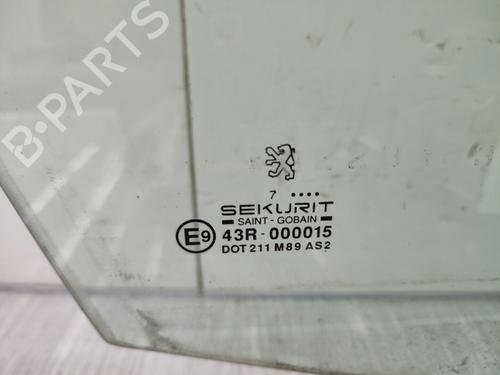 B-PARTS
7 ....
SEKURIT
SAINT-GOBAIN
E9 43R-000015
DOT 211 M89 AS2